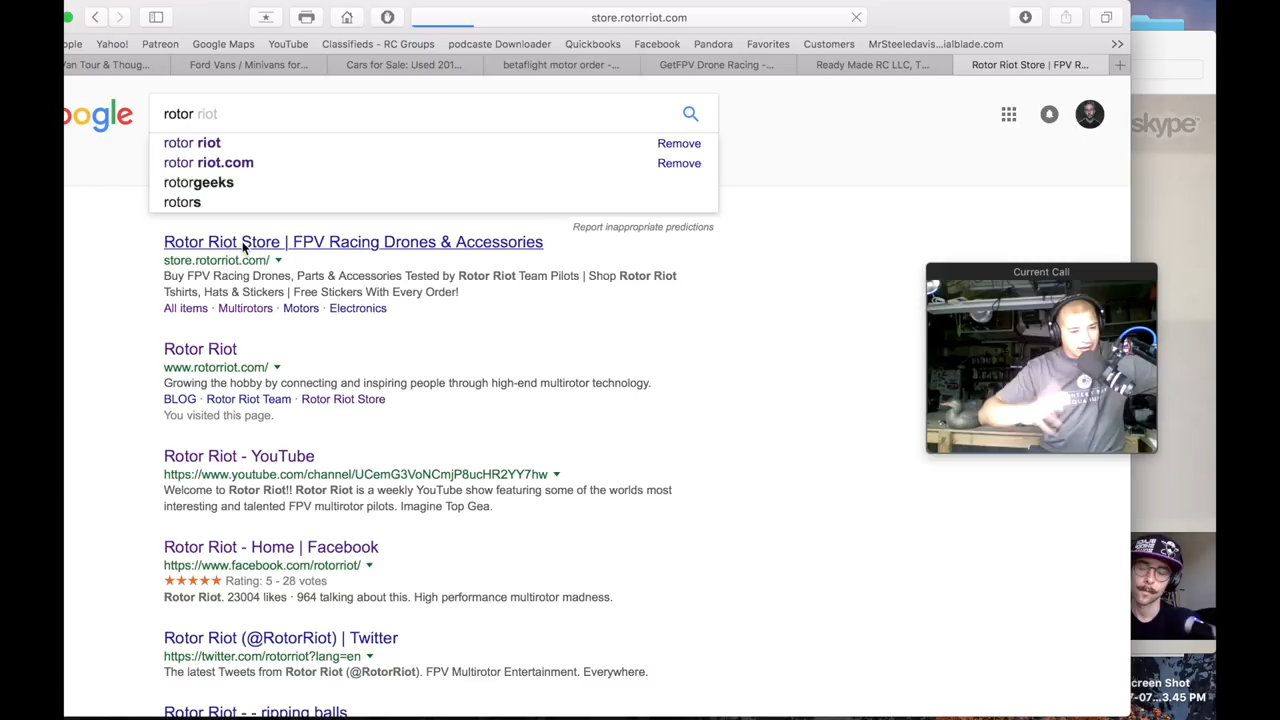 store.rotorriot.com/
ople Yahoo! Patreon Google Maps YouTube Classifieds - RC Groups podcaste Downloader Quickbooks Facebook Pandora Favorites Customers MrSteeledavis...ialblade.com
Van Tour & Thoug... Ford Vans / Minivans for... Cars for Sale: Used 201... betaflight motor order -... GetFPV Drone Racing -... Ready Made RC LLC, T... Rotor Riot Store | FPV R...
ogle
rotor riot
skype
rotor riot Remove
rotor riot.com Remove
rotorgeeks
rotors
Report inappropriate predictions
Rotor Riot Store | FPV Racing Drones & Accessories
store.rotorriot.com/
Buy FPV Racing Drones, Parts & Accessories Tested by Rotor Riot Team Pilots | Shop Rotor Riot
Tshirts, Hats & Stickers | Free Stickers With Every Order!
All items · Multirotors · Motors · Electronics
Current Call
Rotor Riot
www.rotorriot.com/
Growing the hobby by connecting and inspiring people through high-end multirotor technology.
BLOG · Rotor Riot Team · Rotor Riot Store
You visited this page.
Rotor Riot - YouTube
https://www.youtube.com/channel/UCemG3VoNCmjP8ucHR2YY7hw
Welcome to Rotor Riot!! Rotor Riot is a weekly YouTube show featuring some of the worlds most
interesting and talented FPV multirotor pilots. Imagine Top Gea.
Rotor Riot - Home | Facebook
https://www.facebook.com/rotorriot/
Rating: 5 - 28 votes
Rotor Riot. 23004 likes · 964 talking about this. High performance multirotor madness.
Rotor Riot (@RotorRiot) | Twitter
https://twitter.com/rotorriot?lang=en
The latest Tweets from Rotor Riot (@RotorRiot). FPV Multirotor Entertainment. Everywhere.
creen Shot
-07...3.45 PM
Rotor Riot - - ripping balls